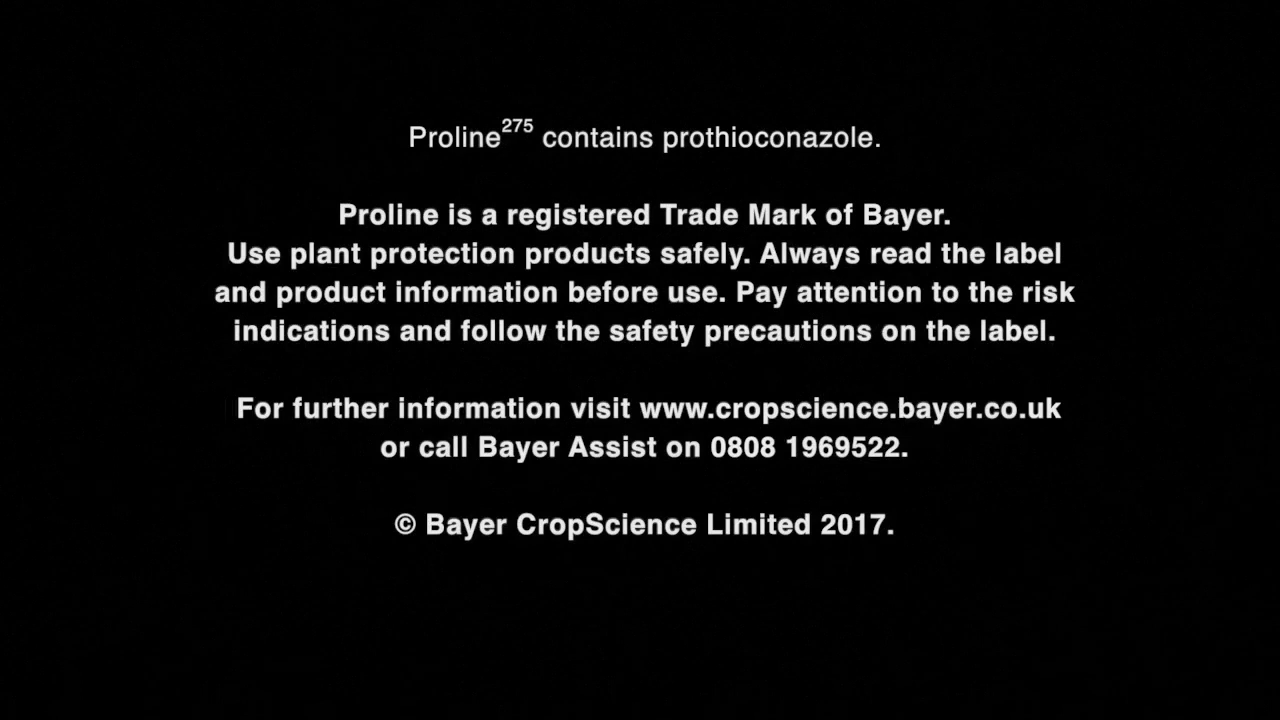 Proline²⁷⁵ contains prothioconazole.
Proline is a registered Trade Mark of Bayer.
Use plant protection products safely. Always read the label
and product information before use. Pay attention to the risk
indications and follow the safety precautions on the label.
For further information visit www.cropscience.bayer.co.uk
or call Bayer Assist on 0808 1969522.
© Bayer CropScience Limited 2017.